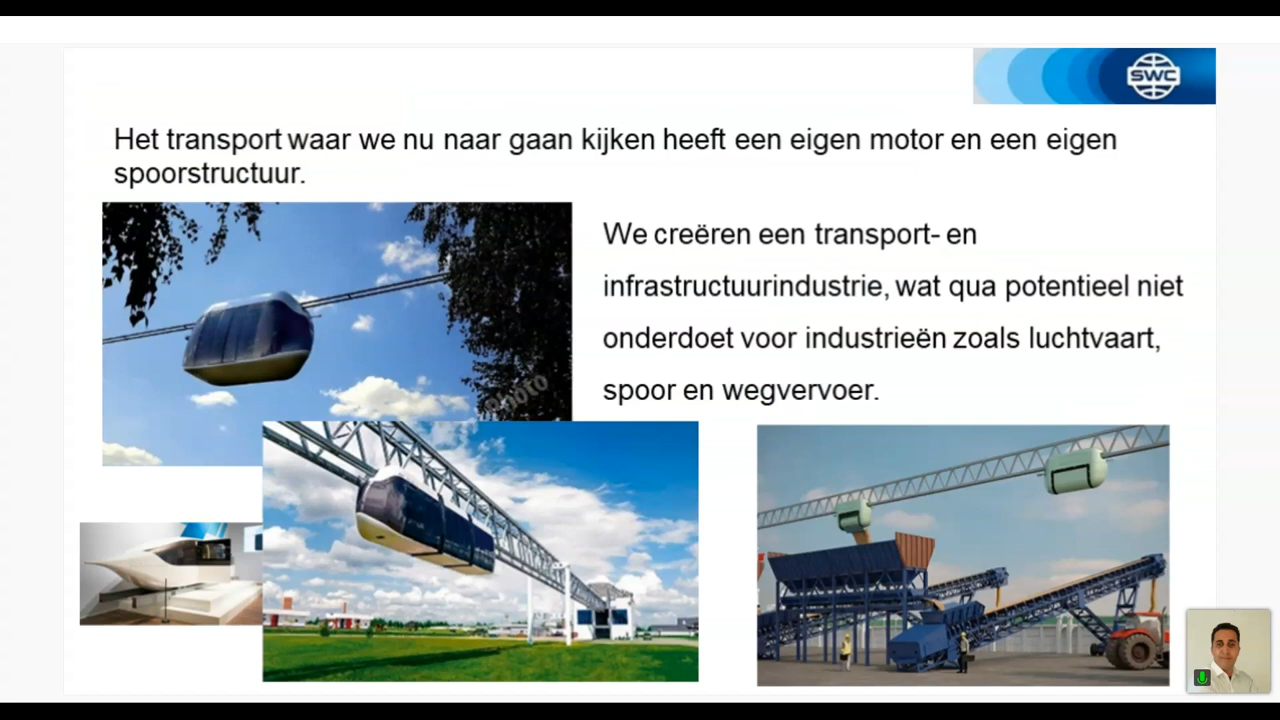 SWC
Het transport waar we nu naar gaan kijken heeft een eigen motor en een eigen
spoorstructuur.
We creëren een transport- en
infrastructuurindustrie, wat qua potentieel niet
onderdoet voor industrieën zoals luchtvaart,
spoor en wegvervoer.
photo